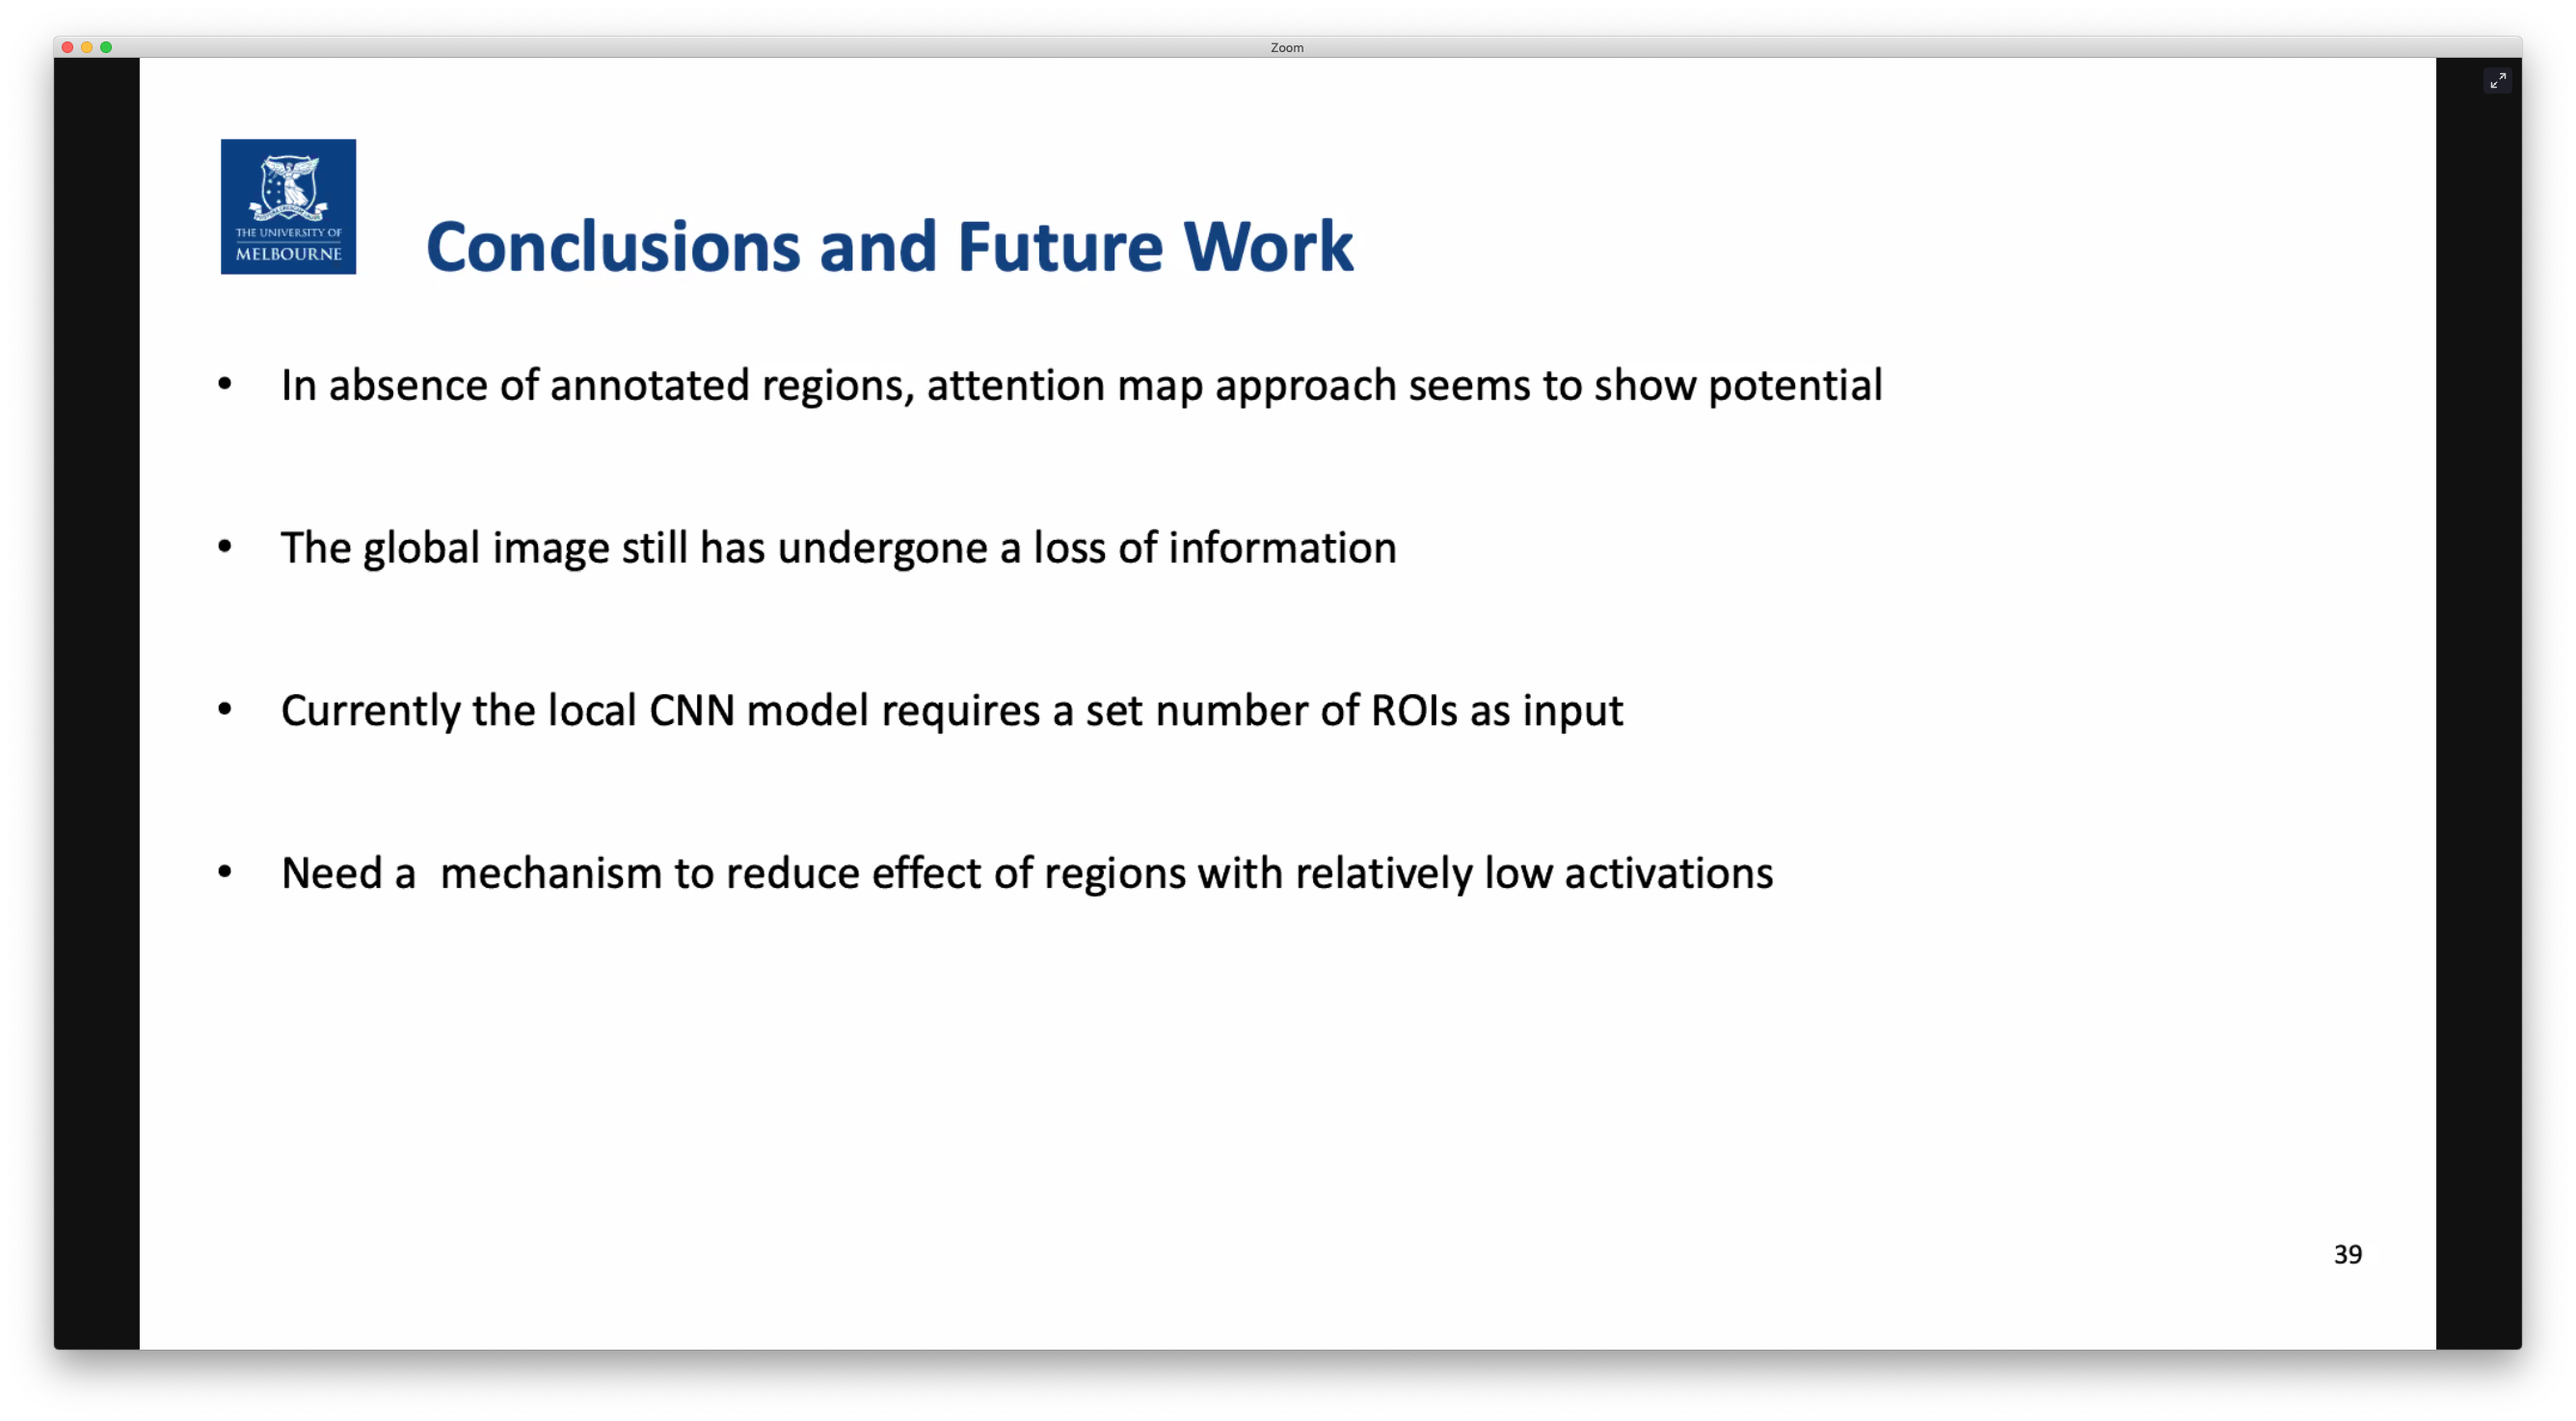 Zoom
THE UNIVERSITY OF
MELBOURNE
Conclusions and Future Work
• In absence of annotated regions, attention map approach seems to show potential
• The global image still has undergone a loss of information
• Currently the local CNN model requires a set number of ROIs as input
• Need a  mechanism to reduce effect of regions with relatively low activations
39